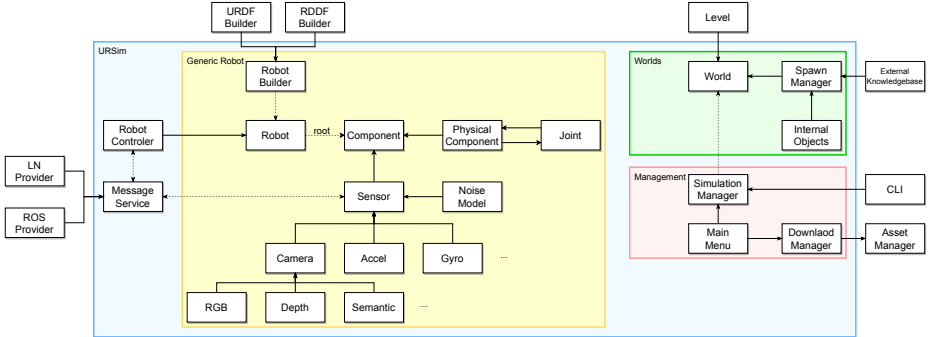 URDF
Builder
RDDF
Builder
Level
URSim
Generic Robot
Robot
Builder
Worlds
World
Spawn
Manager
External
Knowledgebase
Robot
Controler
Robot
root
Component
Physical
Component
Joint
Internal
Objects
LN
Provider
Message
Service
Sensor
Noise
Model
Management
Simulation
Manager
CLI
ROS
Provider
Main
Menu
Downlaod
Manager
Asset
Manager
Camera
Accel
Gyro
...
RGB
Depth
Semantic
...